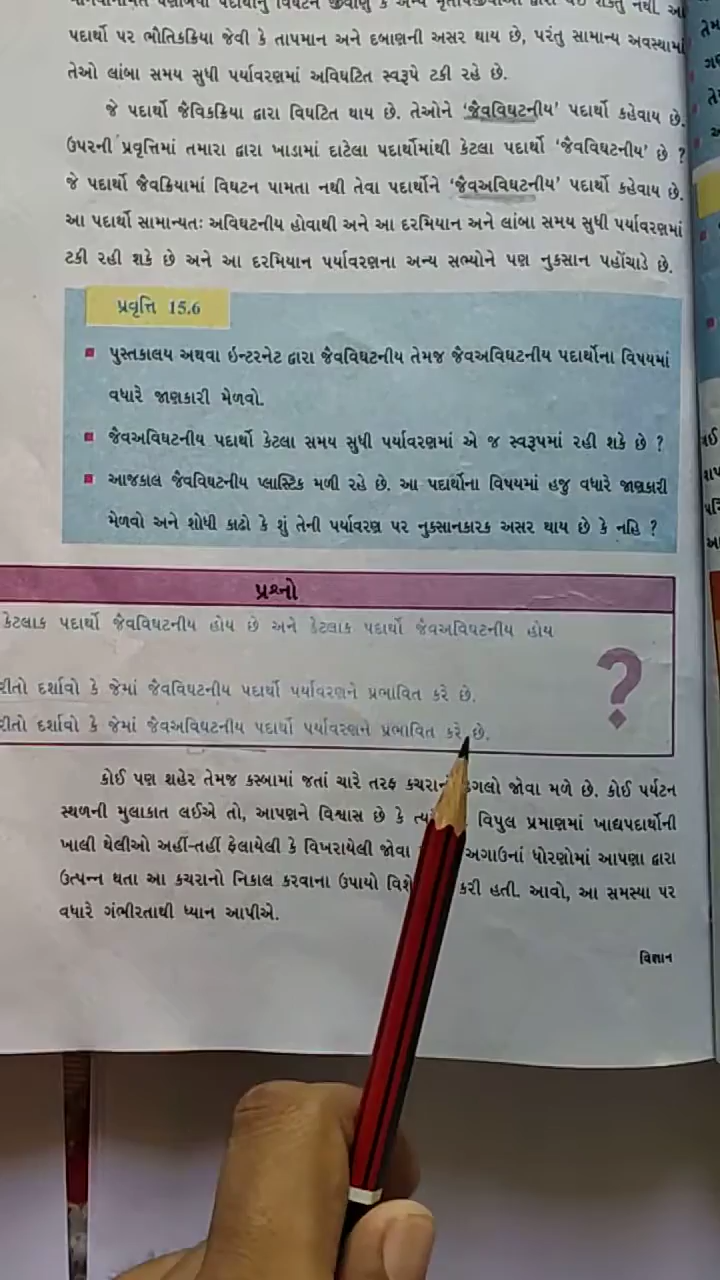 પદાર્થો પર ભૌતિકક્રિયા જેવી કે તાપમાન અને દબાણની અસર થાય છે, પરંતુ સામાન્ય અવસ્થામાં
તેઓ લાંબા સમય સુધી પર્યાવરણમાં અવિઘટિત સ્વરૂપે ટકી રહે છે.
જે પદાર્થો જૈવિકક્રિયા દ્વારા વિઘટિત થાય છે. તેઓને ‘જૈવવિઘટનીય’ પદાર્થો કહેવાય છે.
ઉપરની પ્રવૃત્તિમાં તમારા દ્વારા ખાડામાં દાટેલા પદાર્થોમાંથી કેટલા પદાર્થો ‘જૈવવિઘટનીય’ છે ?
જે પદાર્થો જૈવક્રિયામાં વિઘટન પામતા નથી તેવા પદાર્થોને ‘જૈવઅવિઘટનીય’ પદાર્થો કહેવાય છે.
આ પદાર્થો સામાન્યતઃ અવિઘટનીય હોવાથી અને આ દરમિયાન અને લાંબા સમય સુધી પર્યાવરણમાં
ટકી રહી શકે છે અને આ દરમિયાન પર્યાવરણના અન્ય સભ્યોને પણ નુકસાન પહોંચાડે છે.
પ્રવૃત્તિ 15.6
પુસ્તકાલય અથવા ઇન્ટરનેટ દ્વારા જૈવવિઘટનીય તેમજ જૈવઅવિઘટનીય પદાર્થોના વિષયમાં
વધારે જાણકારી મેળવો.
જૈવઅવિઘટનીય પદાર્થો કેટલા સમય સુધી પર્યાવરણમાં એ જ સ્વરૂપમાં રહી શકે છે ?
આજકાલ જૈવવિઘટનીય પ્લાસ્ટિક મળી રહે છે. આ પદાર્થોના વિષયમાં હજુ વધારે જાણકારી
મેળવો અને શોધી કાઢો કે શું તેની પર્યાવરણ પર નુકસાનકારક અસર થાય છે કે નહિ ?
પ્રશ્નો
કેટલાક પદાર્થો જૈવવિઘટનીય હોય છે અને કેટલાક પદાર્થો જૈવઅવિઘટનીય હોય
?
રીતો દર્શાવો કે જેમાં જૈવવિઘટનીય પદાર્થો પર્યાવરણને પ્રભાવિત કરે છે.
રીતો દર્શાવો કે જેમાં જૈવઅવિઘટનીય પદાર્થો પર્યાવરણને પ્રભાવિત કરે છે.
કોઈ પણ શહેર તેમજ કસ્બામાં જતાં ચારે તરફ કચરાના જોવા મળે છે. કોઈ પર્યટન
સ્થળની મુલાકાત લઈએ તો, આપણને વિશ્વાસ છે કે વિપુલ પ્રમાણમાં ખાદ્યપદાર્થોની
ખાલી થેલીઓ અહીં-તહીં ફેલાયેલી કે વિખરાયેલી જોવા અગાઉનાં ધોરણોમાં આપણા દ્વારા
ઉત્પન્ન થતા આ કચરાનો નિકાલ કરવાના ઉપાયો કરી હતી. આવો, આ સમસ્યા પર
વધારે ગંભીરતાથી ધ્યાન આપીએ.
વિજ્ઞાન